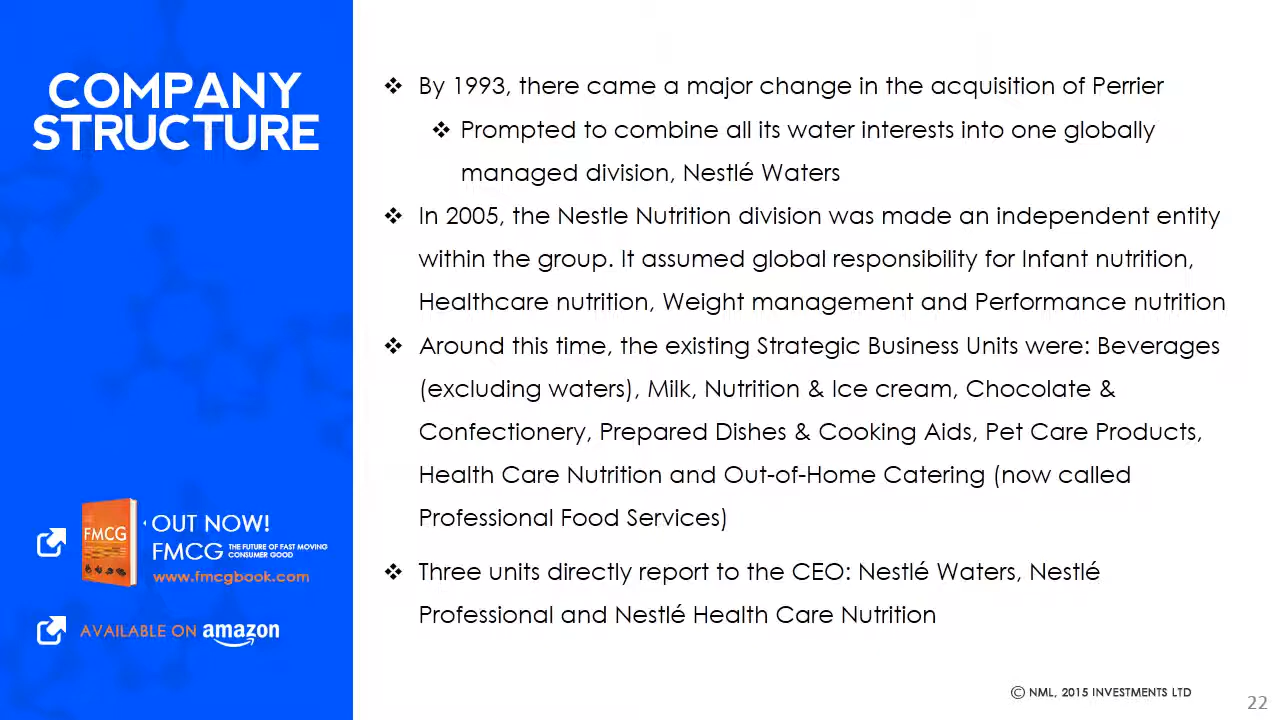 COMPANY
STRUCTURE
❖ By 1993, there came a major change in the acquisition of Perrier
❖ Prompted to combine all its water interests into one globally
managed division, Nestlé Waters
❖ In 2005, the Nestle Nutrition division was made an independent entity
within the group. It assumed global responsibility for Infant nutrition,
Healthcare nutrition, Weight management and Performance nutrition
❖ Around this time, the existing Strategic Business Units were: Beverages
(excluding waters), Milk, Nutrition & Ice cream, Chocolate &
Confectionery, Prepared Dishes & Cooking Aids, Pet Care Products,
Health Care Nutrition and Out-of-Home Catering (now called
Professional Food Services)
❖ Three units directly report to the CEO: Nestlé Waters, Nestlé
Professional and Nestlé Health Care Nutrition
FMCG
OUT NOW!
FMCG THE FUTURE OF FAST MOVING
CONSUMER GOOD
www.fmcgbook.com
AVAILABLE ON amazon
© NML, 2015 INVESTMENTS LTD
22